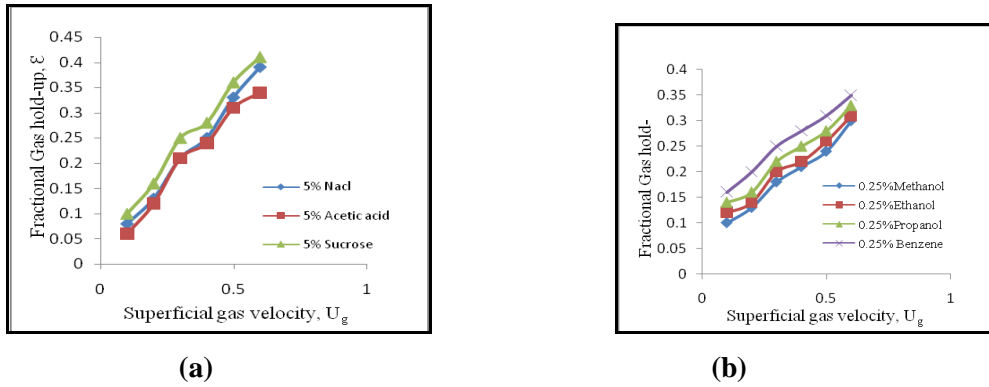 0.45
0.4
0.35
0.3
0.25
0.2
0.15
0.1
0.05
0
Fractional Gas hold-up, Ɛ
5% Nacl
5% Acetic acid
5% Sucrose
0 0.5 1
Superficial gas velocity, Ug
(a)
0.4
0.35
0.3
0.25
0.2
0.15
0.1
0.05
0
Fractional Gas hold-
0.25%Methanol
0.25%Ethanol
0.25%Propanol
0.25% Benzene
0 0.5 1
Superficial gas velocity, Ug
(b)